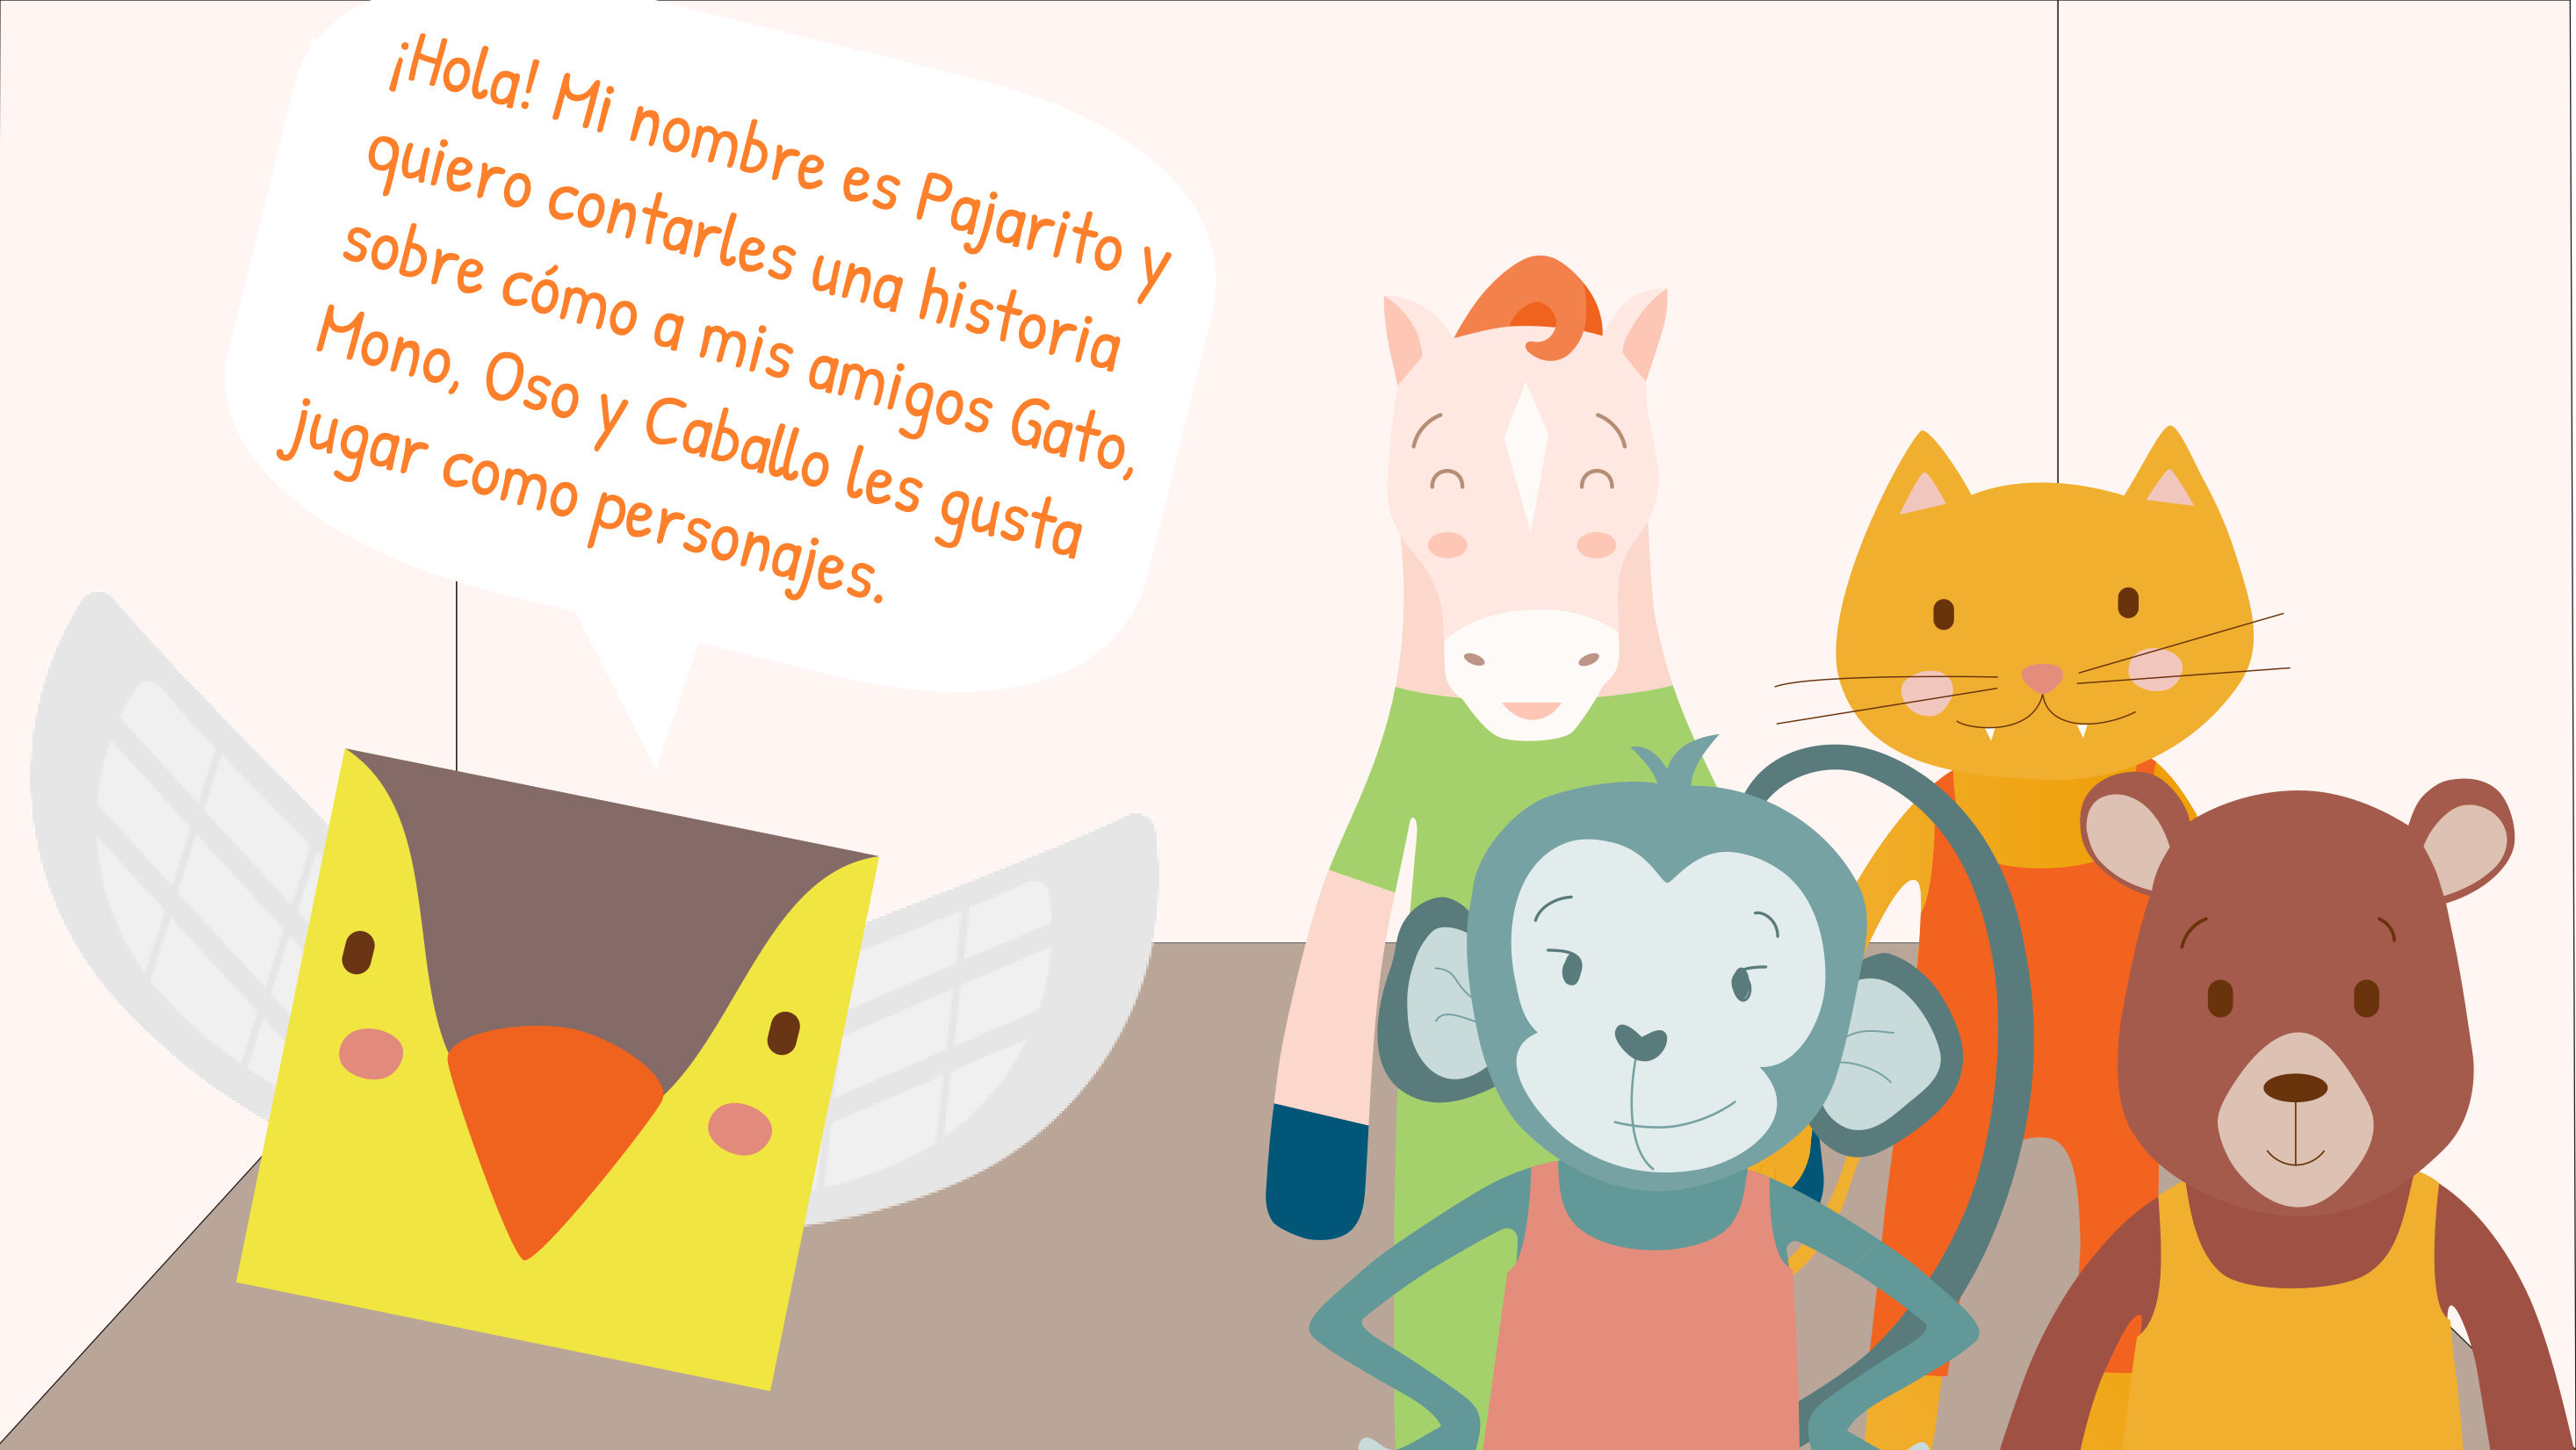 ¡Hola! Mi nombre es Pajarito y
quiero contarles una historia
sobre cómo a mis amigos Gato,
Mono, Oso y Caballo les gusta
jugar como personajes.